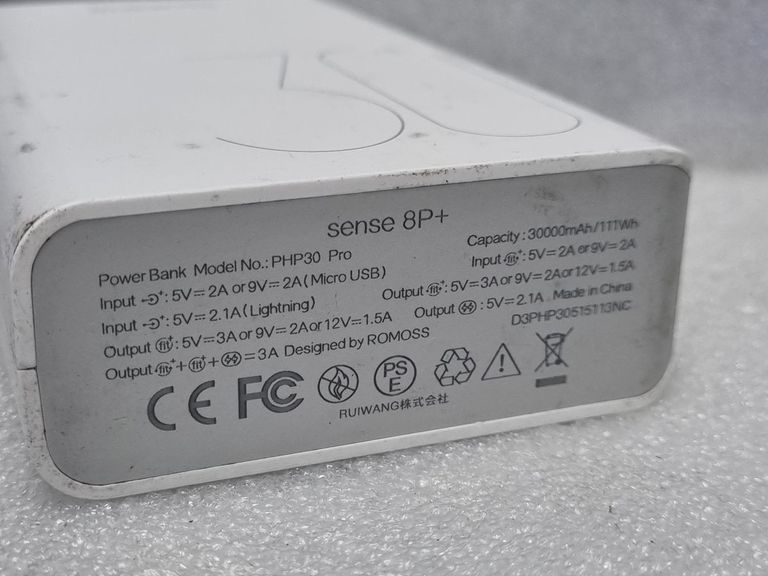 30
sense 8P+
Power Bank Model No.: PHP30 Pro
Capacity : 30000mAh/111Wh
Input : 5V⎓2A or 9V⎓2A ( Micro USB )
Input : 5V⎓2A or 9V⎓2A
Input : 5V⎓2.1A ( Lightning )
Output : 5V⎓3A or 9V⎓2A or 12V⎓1.5A
Output : 5V⎓3A or 9V⎓2A or 12V⎓1.5A
Output : 5V⎓2.1A Made in China
Output + + ⎓3A Designed by ROMOSS
D3PHP30515113NC
CE FC PSE
RUIWANG株式会社